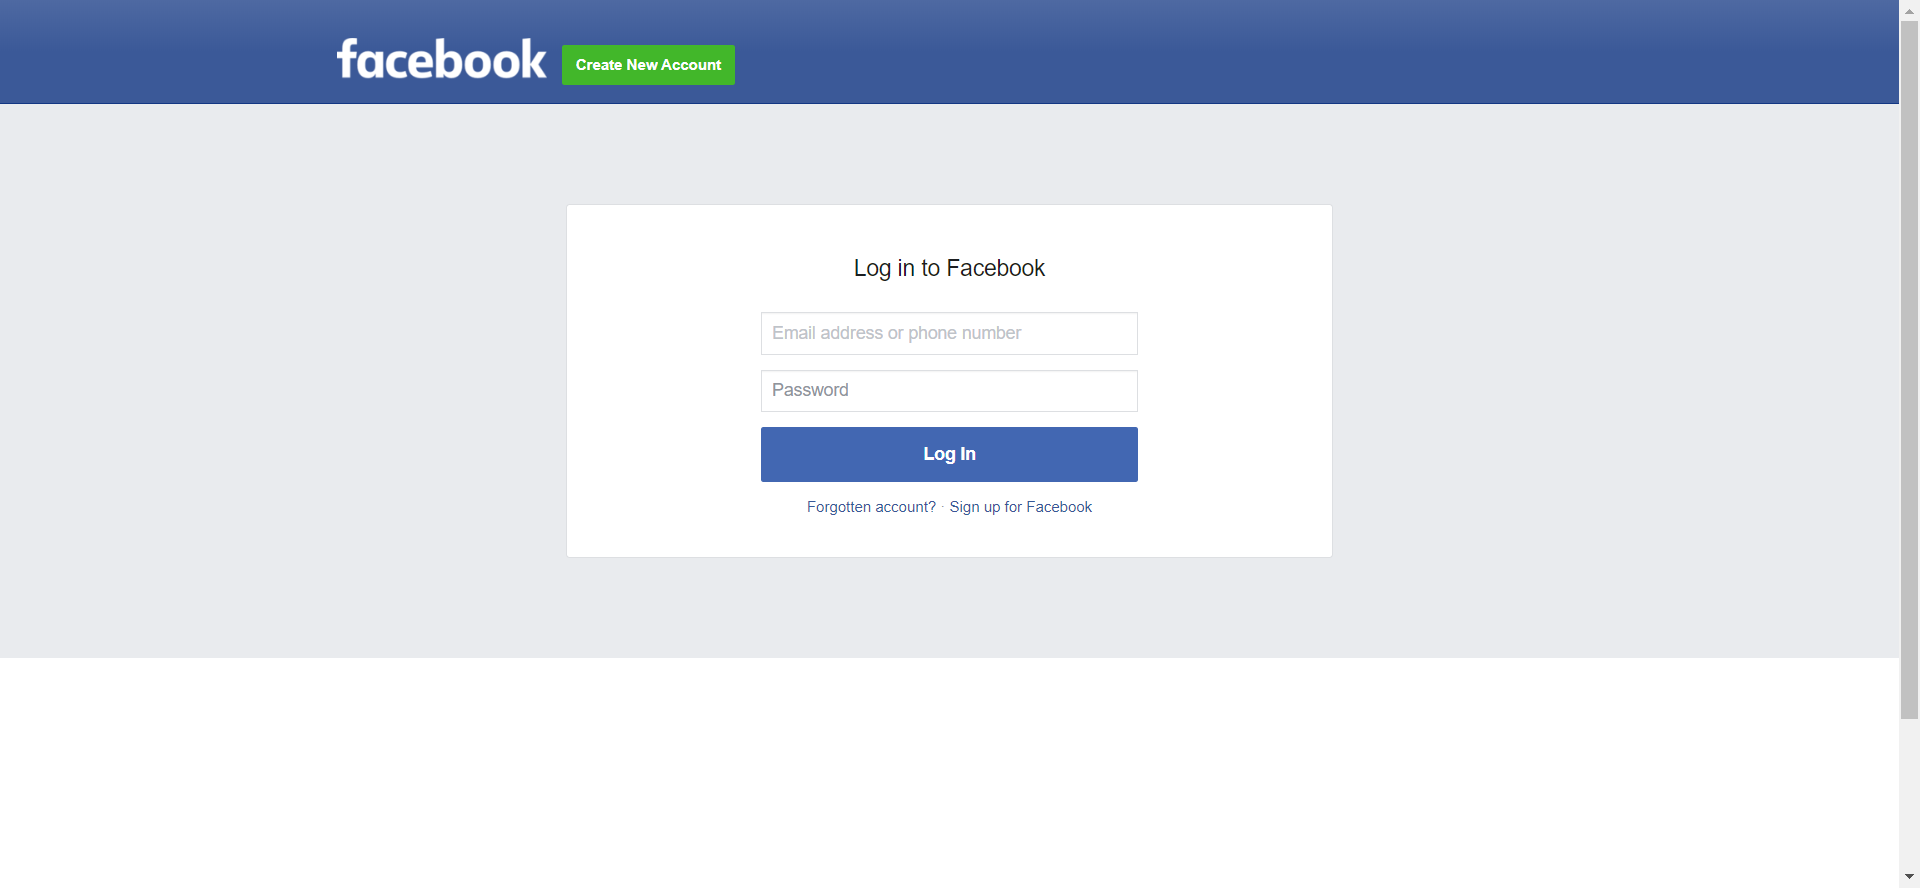 facebook Create New Account
Log in to Facebook
Email address or phone number
Password
Log In
Forgotten account? · Sign up for Facebook